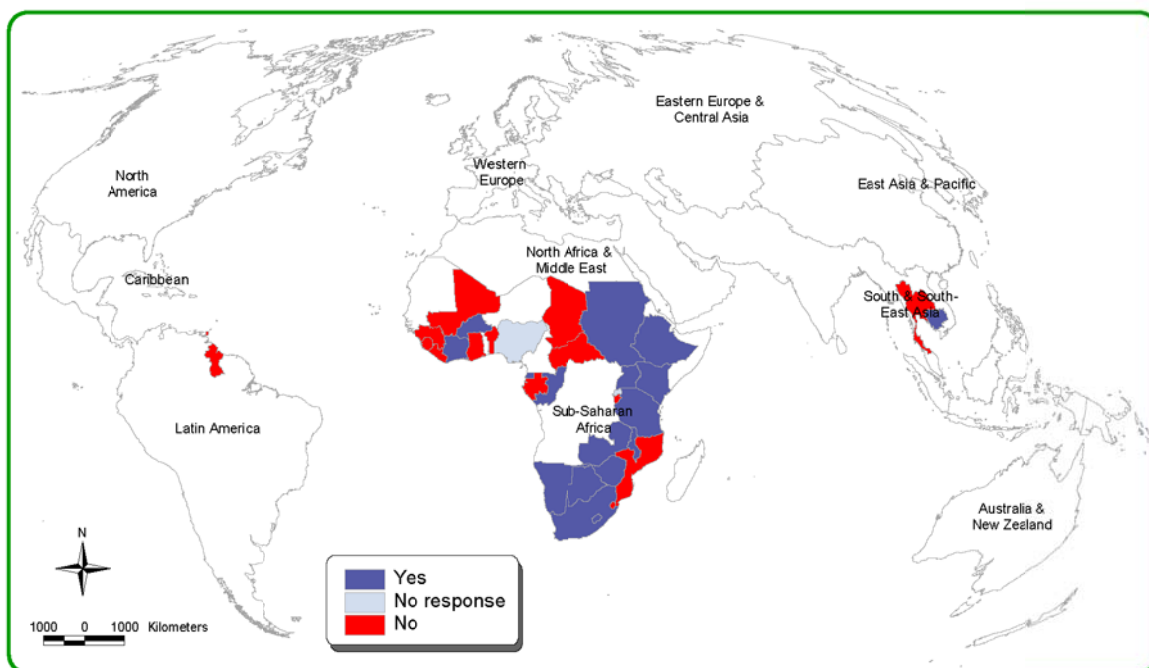 Eastern Europe &
Central Asia
Western
Europe
North
America
East Asia & Pacific
North Africa &
Middle East
Caribbean
South & South-
East Asia
Sub-Saharan
Africa
Latin America
Australia &
New Zealand
N
1000 0 1000 Kilometers
Yes
No response
No